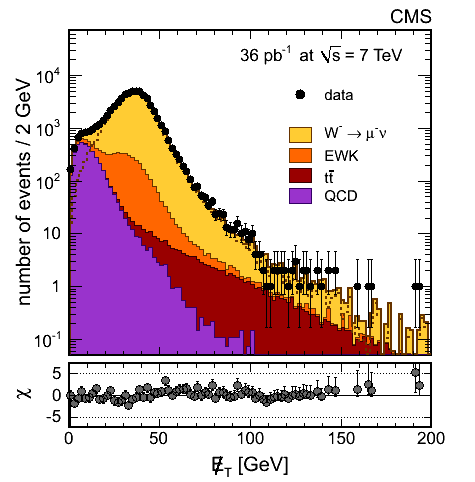 CMS
36 pb⁻¹ at √s = 7 TeV
data
W⁻ → μ⁻ν
EWK
tt̄
QCD
number of events / 2 GeV
10⁴
10³
10²
10
1
10⁻¹
χ
5
0
-5
0 50 100 150 200
E̸_T [GeV]